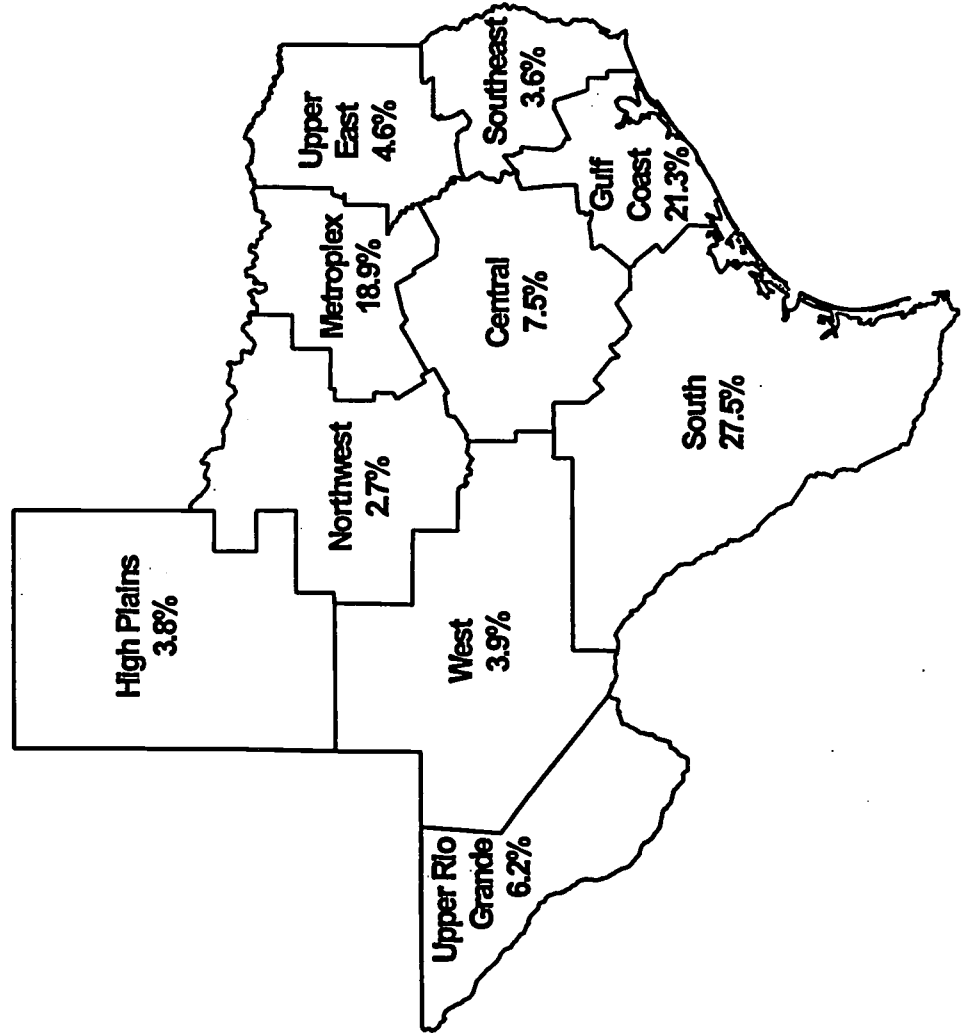 High Plains
3.8%
Northwest
2.7%
Metroplex
18.9%
Upper
East
4.6%
Southeast
3.6%
Gulf
Coast
21.3%
Central
7.5%
South
27.5%
West
3.9%
Upper Rio
Grande
6.2%